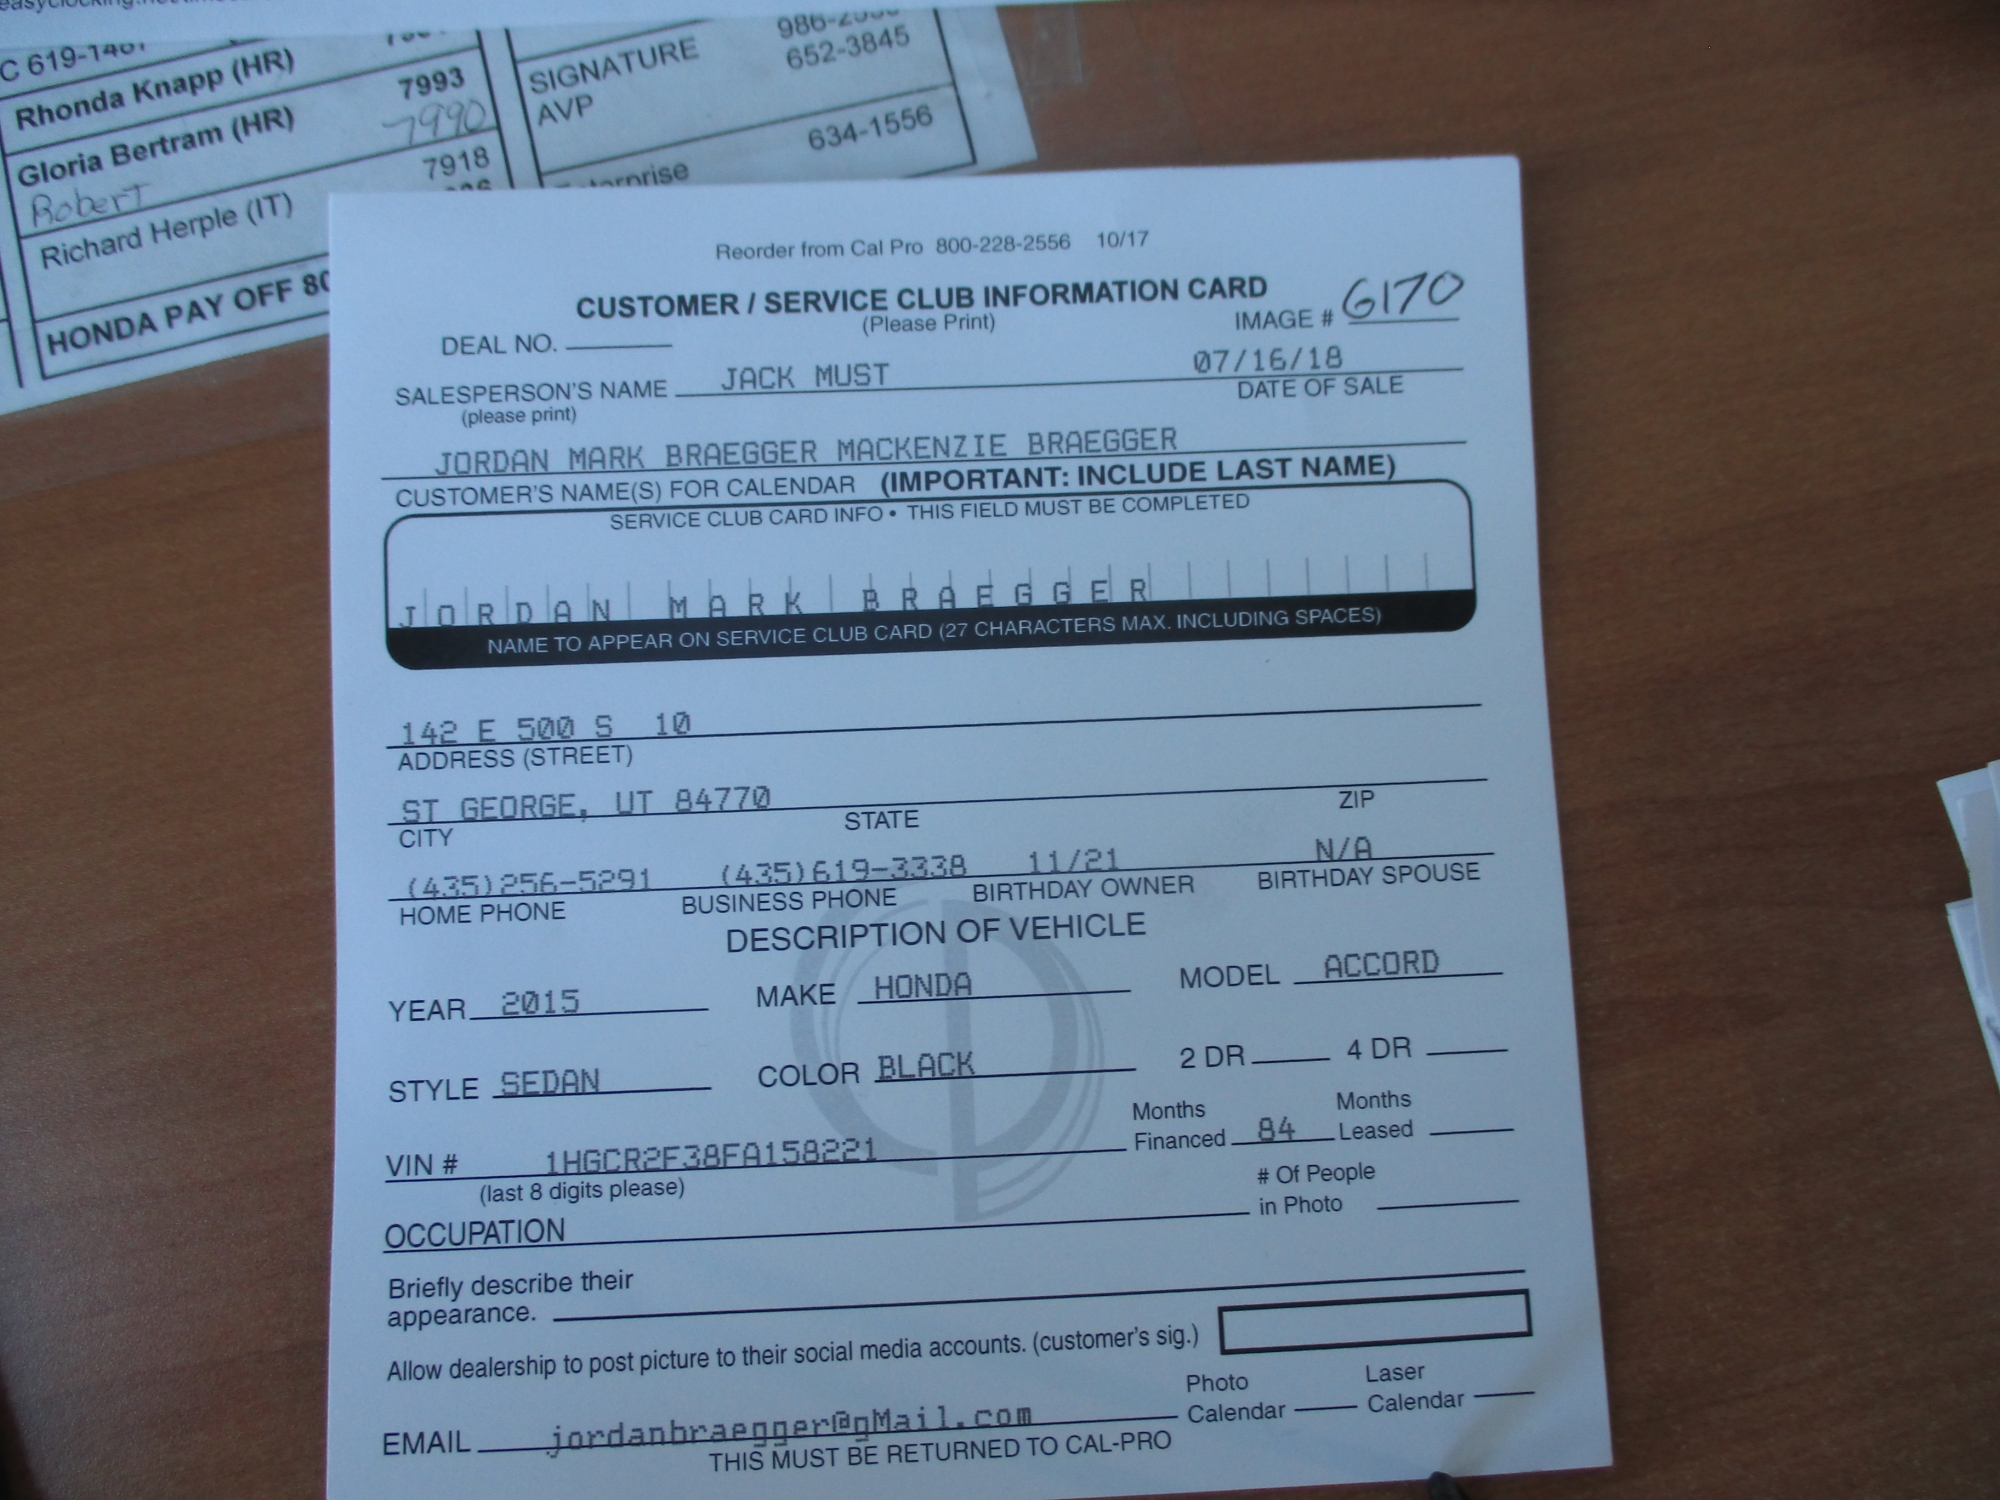 C 619-1461
Rhonda Knapp (HR) 7993
Gloria Bertram (HR) 7990
Robert
Richard Herple (IT) 7918
HONDA PAY OFF
SIGNATURE
652-3845
AVP
634-1556
Reorder from Cal Pro 800-228-2556 10/17
CUSTOMER / SERVICE CLUB INFORMATION CARD
(Please Print)
IMAGE # 6170
DEAL NO.
SALESPERSON'S NAME JACK MUST 07/16/18
(please print) DATE OF SALE
JORDAN MARK BRAEGGER MACKENZIE BRAEGGER
CUSTOMER'S NAME(S) FOR CALENDAR (IMPORTANT: INCLUDE LAST NAME)
SERVICE CLUB CARD INFO • THIS FIELD MUST BE COMPLETED
JORDAN MARK BRAEGGER
NAME TO APPEAR ON SERVICE CLUB CARD (27 CHARACTERS MAX. INCLUDING SPACES)
142 E 500 S 10
ADDRESS (STREET)
ST GEORGE, UT 84770
CITY STATE ZIP
(435)256-5291 (435)619-3338 11/21 N/A
HOME PHONE BUSINESS PHONE BIRTHDAY OWNER BIRTHDAY SPOUSE
DESCRIPTION OF VEHICLE
YEAR 2015 MAKE HONDA MODEL ACCORD
STYLE SEDAN COLOR BLACK 2 DR 4 DR
VIN # 1HGCR2F38FA158221 Months Financed 84 Months Leased
(last 8 digits please)
OCCUPATION # Of People in Photo
Briefly describe their
appearance.
Allow dealership to post picture to their social media accounts. (customer's sig.)
Photo Calendar Laser Calendar
EMAIL jordanbraegger@gMail.com
THIS MUST BE RETURNED TO CAL-PRO